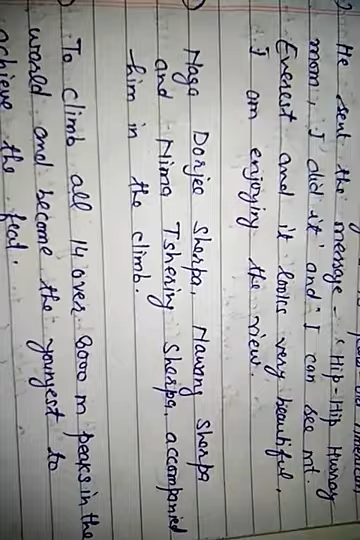 He sent the message - 'Hip-Hip Hurray
mom, I did it' and 'I can see mt.
Everest and it looks very beautiful,
I am enjoying the view.
Naga Dorjee Sherpa, Nawang Sherpa
and Nima Tshering Sherpa, accompanied
him in the climb.
To climb all 14 over 8000 m peaks in the
world and become the youngest to
achieve the feat.